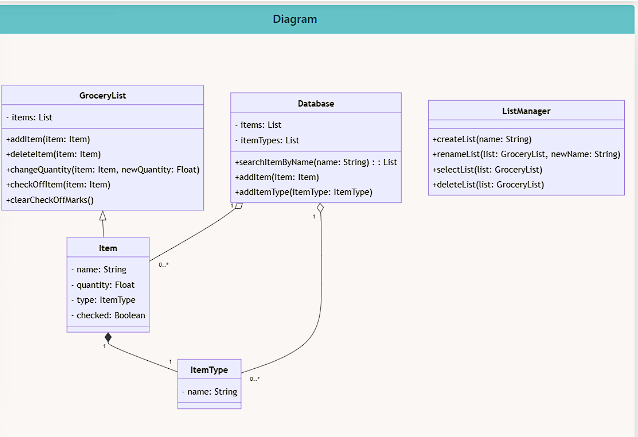 Diagram
GroceryList
- items: List
+addItem(item: Item)
+deleteItem(item: Item)
+changeQuantity(item: Item, newQuantity: Float)
+checkOffItem(item: Item)
+clearCheckOffMarks()
Database
- items: List
- itemTypes: List
+searchItemByName(name: String) : : List
+addItem(item: Item)
+addItemType(itemType: ItemType)
ListManager
+createList(name: String)
+renameList(list: GroceryList, newName: String)
+selectList(list: GroceryList)
+deleteList(list: GroceryList)
1
1
0..*
Item
- name: String
- quantity: Float
- type: ItemType
- checked: Boolean
1
1
0..*
ItemType
- name: String